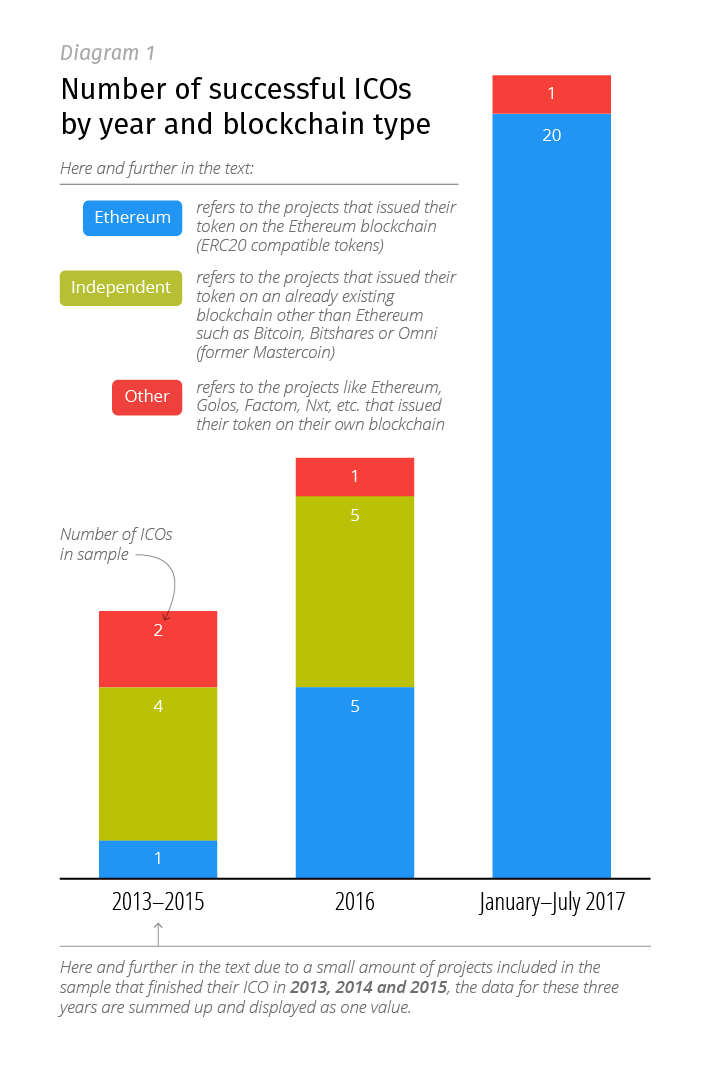 Diagram 1
Number of successful ICOs
by year and blockchain type
Here and further in the text:
Ethereum
refers to the projects that issued their
token on the Ethereum blockchain
(ERC20 compatible tokens)
Independent
refers to the projects that issued their
token on an already existing
blockchain other than Ethereum
such as Bitcoin, Bitshares or Omni
(former Mastercoin)
Other
refers to the projects like Ethereum,
Golos, Factom, Nxt, etc. that issued
their token on their own blockchain
Number of ICOs
in sample
2
4
1
1
5
5
1
20
2013–2015
2016
January–July 2017
Here and further in the text due to a small amount of projects included in the
sample that finished their ICO in 2013, 2014 and 2015, the data for these three
years are summed up and displayed as one value.